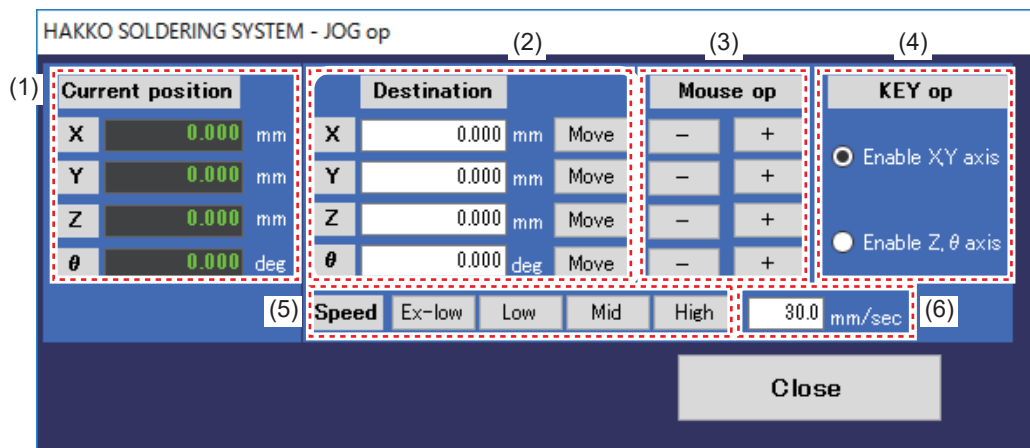 HAKKO SOLDERING SYSTEM - JOG op
(1) (2) (3) (4)
Current position Destination Mouse op KEY op
X 0.000 mm X 0.000 mm Move - +
Enable X,Y axis
Y 0.000 mm Y 0.000 mm Move - +
Z 0.000 mm Z 0.000 mm Move - +
Enable Z, θ axis
θ 0.000 deg θ 0.000 deg Move - +
(5) Speed Ex-low Low Mid High 30.0 mm/sec (6)
Close